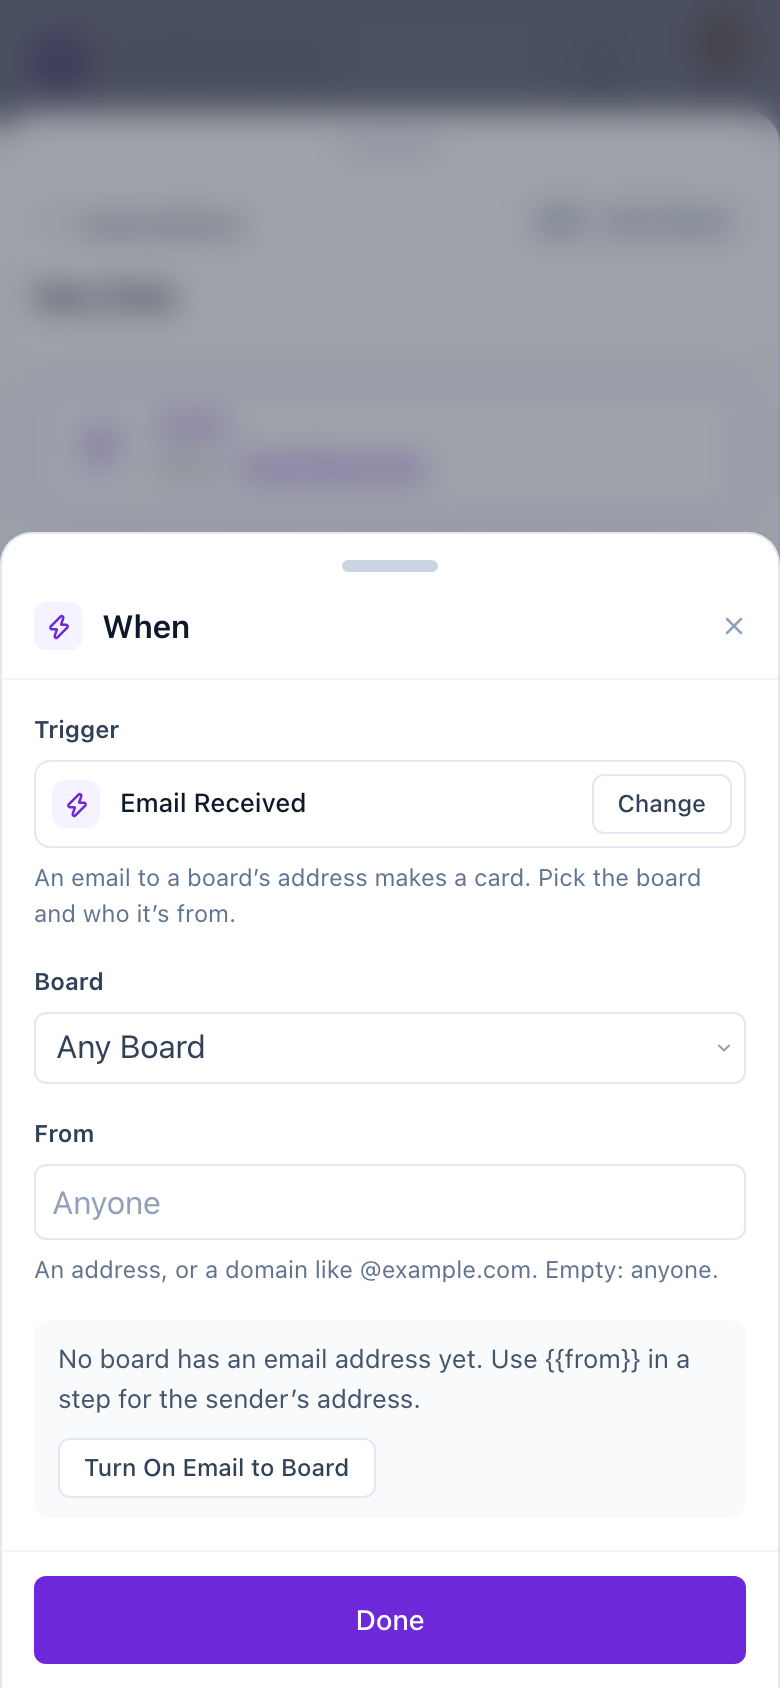 When
Trigger
Email Received
Change
An email to a board’s address makes a card. Pick the board
and who it’s from.
Board
Any Board
From
Anyone
An address, or a domain like @example.com. Empty: anyone.
No board has an email address yet. Use {{from}} in a
step for the sender’s address.
Turn On Email to Board
Done